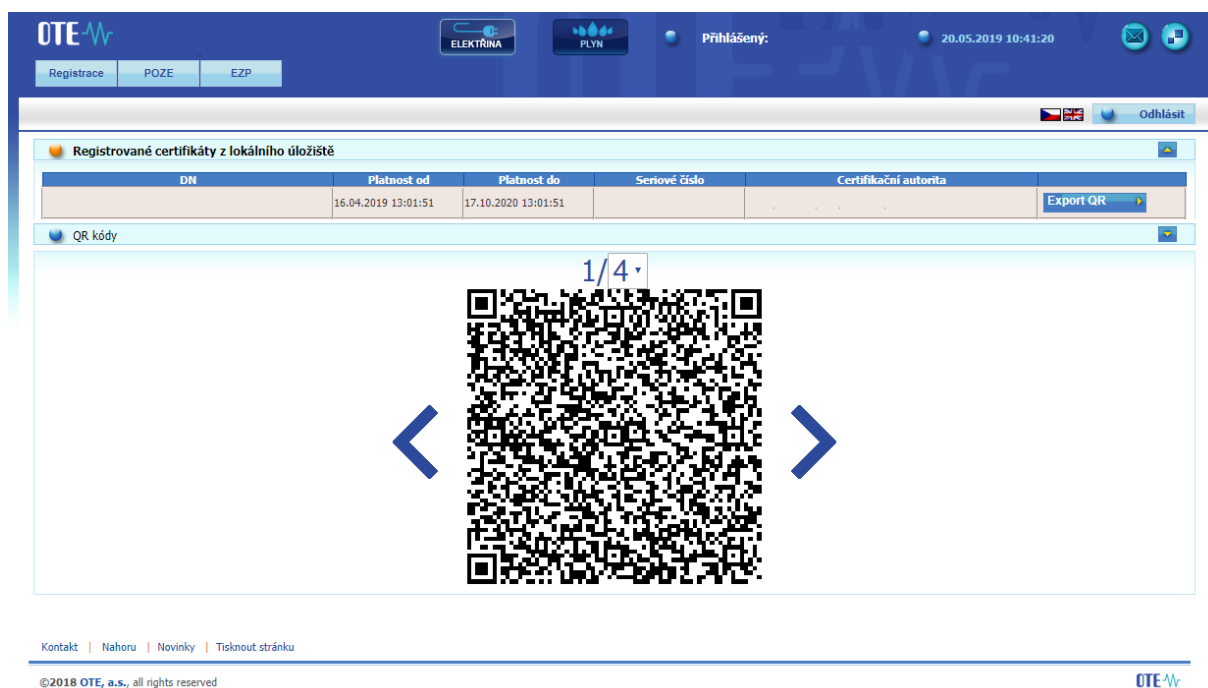 OTE
ELEKTŘINA
PLYN
Přihlášený:
20.05.2019 10:41:20
Registrace POZE EZP
Odhlásit
Registrované certifikáty z lokálního úložiště
DN Platnost od Platnost do Seriové číslo Certifikační autorita
16.04.2019 13:01:51 17.10.2020 13:01:51 Export QR
QR kódy
1/4
Kontakt | Nahoru | Novinky | Tisknout stránku
©2018 OTE, a.s., all rights reserved
OTE